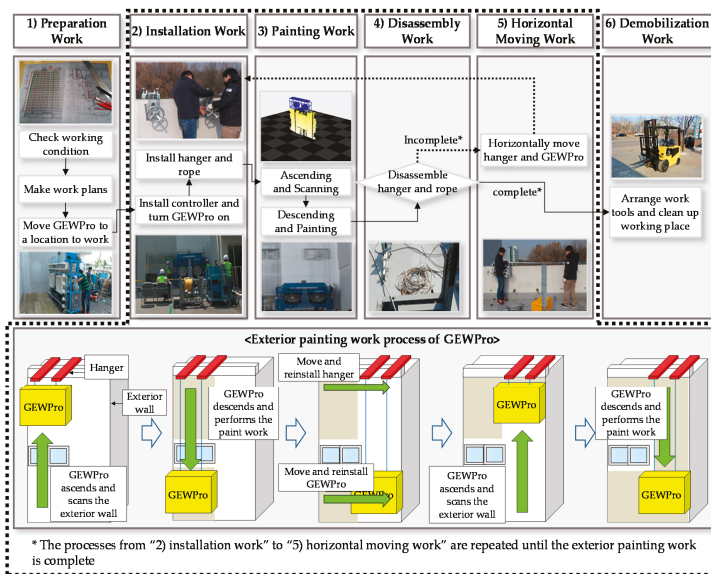 1) Preparation
Work
2) Installation Work
3) Painting Work
4) Disassembly
Work
5) Horizontal
Moving Work
6) Demobilization
Work
Check working
condition
Make work plans
Move GEWPro to
a location to work
Install hanger and
rope
Install controller and
turn GEWPro on
Ascending
and Scanning
Descending
and Painting
Incomplete*
Disassemble
hanger and rope
complete*
Horizontally move
hanger and GEWPro
Arrange work
tools and clean up
working place
<Exterior painting work process of GEWPro>
Hanger
GEWPro
Exterior
wall
GEWPro
ascends and
scans the
exterior wall
GEWPro
descends and
performs the
paint work
GEWPro
Move and
reinstall hanger
Move and reinstall
GEWPro
GEWPro
GEWPro
GEWPro
ascends and
scans the
exterior wall
GEWPro
descends and
performs the
paint work
GEWPro
* The processes from “2) installation work” to “5) horizontal moving work” are repeated until the exterior painting work
is complete